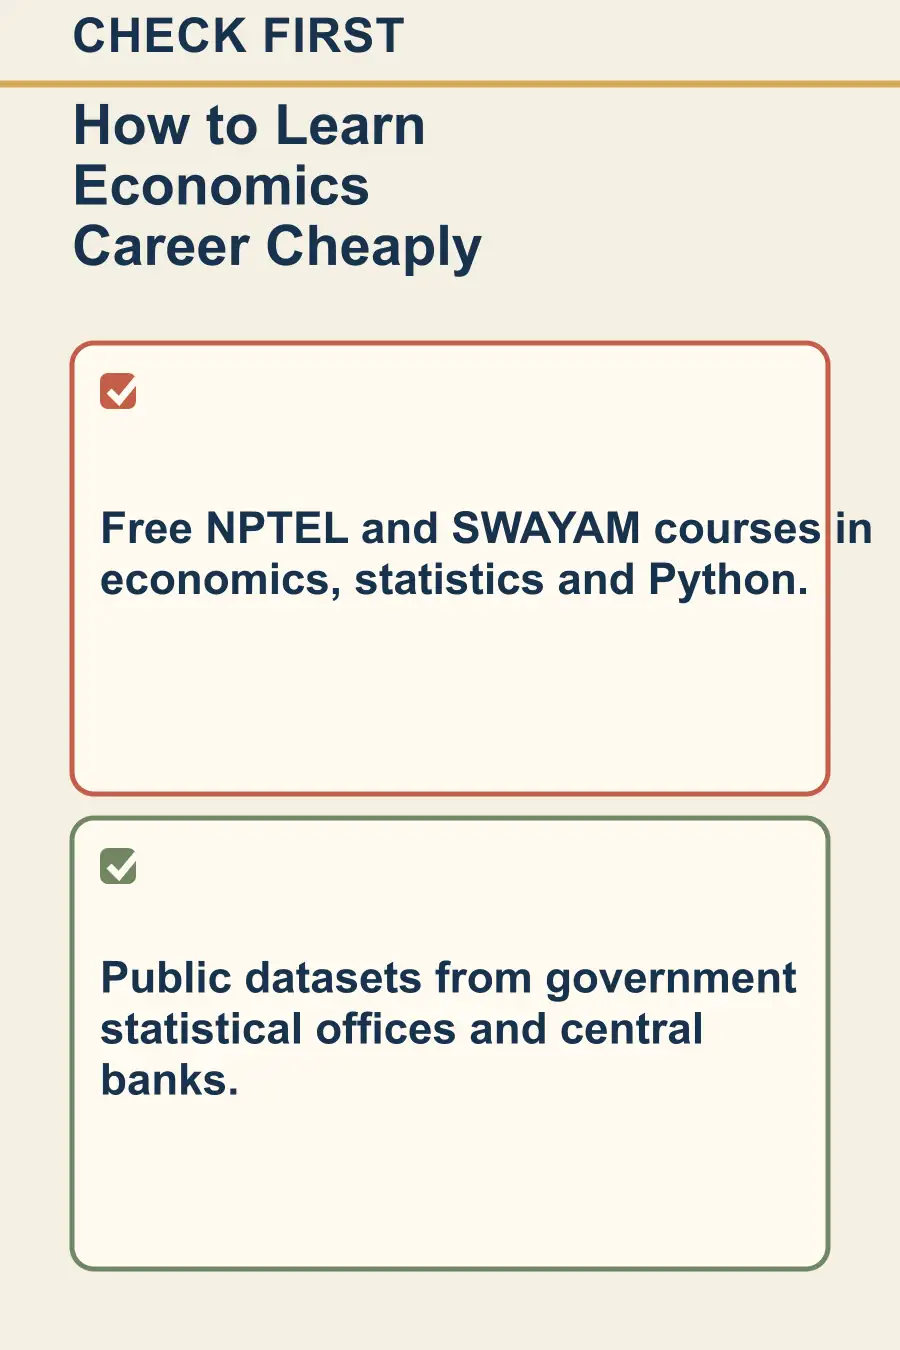 CHECK FIRST
How to Learn
Economics
Career Cheaply
Free NPTEL and SWAYAM courses in
economics, statistics and Python.
Public datasets from government
statistical offices and central
banks.